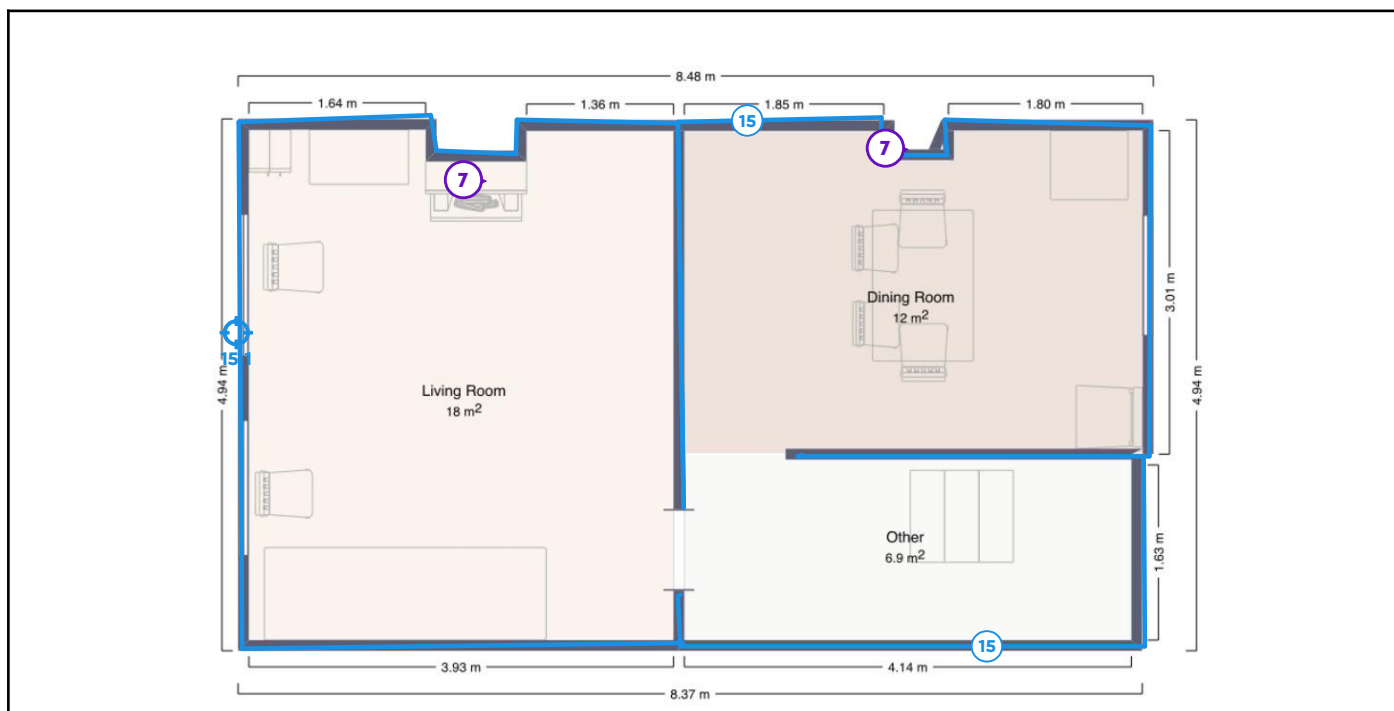 8.48 m
1.64 m
1.36 m
1.85 m
1.80 m
15
7
7
3.01 m
Dining Room
12 m²
15
4.94 m
4.94 m
Living Room
18 m²
Other
6.9 m²
1.63 m
15
3.93 m
4.14 m
8.37 m